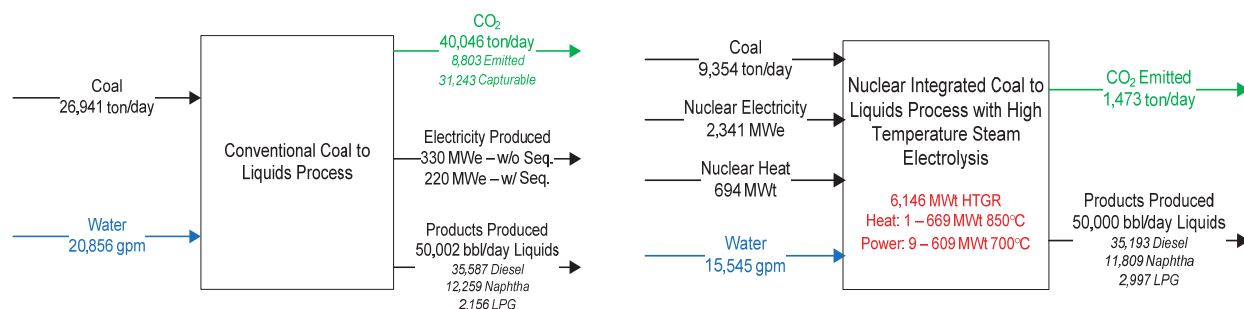 Coal
26,941 ton/day
Water
20,856 gpm
Conventional Coal to
Liquids Process
CO2
40,046 ton/day
8,803 Emitted
31,243 Capturable
Electricity Produced
330 MWe – w/o Seq.
220 MWe – w/ Seq.
Products Produced
50,002 bbl/day Liquids
35,587 Diesel
12,259 Naphtha
2,156 LPG
Coal
9,354 ton/day
Nuclear Electricity
2,341 MWe
Nuclear Heat
694 MWt
Water
15,545 gpm
Nuclear Integrated Coal to
Liquids Process with High
Temperature Steam
Electrolysis
6,146 MWt HTGR
Heat: 1 – 669 MWt 850°C
Power: 9 – 609 MWt 700°C
CO2 Emitted
1,473 ton/day
Products Produced
50,000 bbl/day Liquids
35,193 Diesel
11,809 Naphtha
2,997 LPG